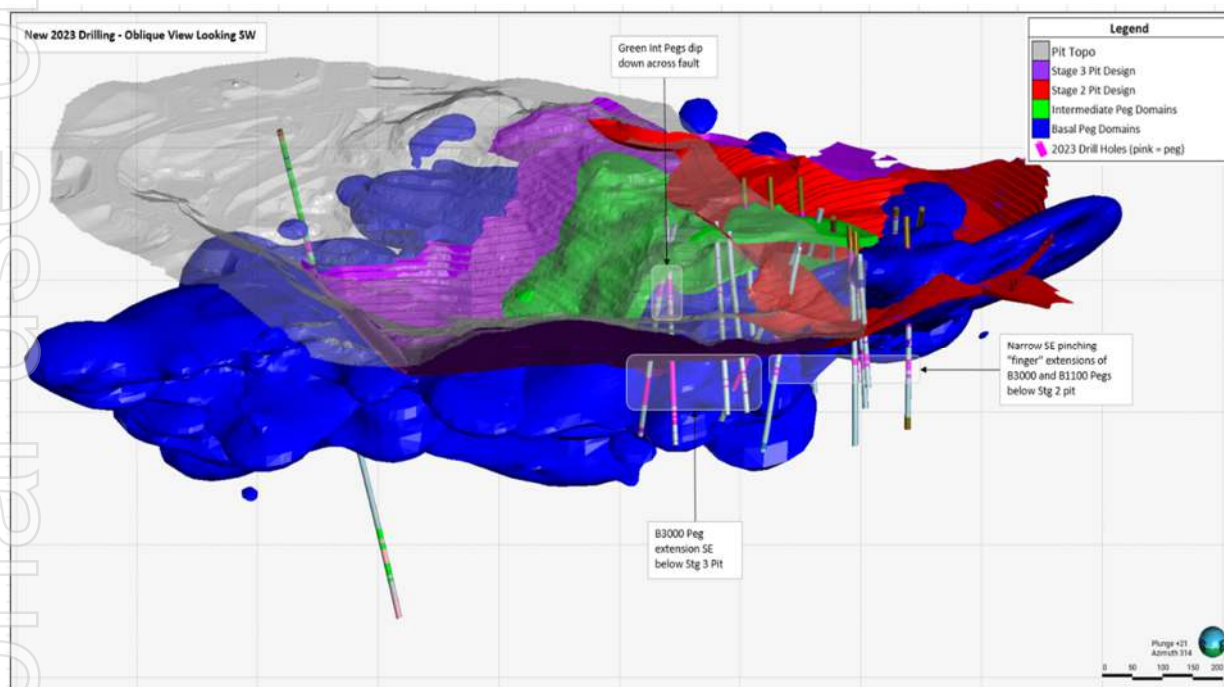 New 2023 Drilling - Oblique View Looking SW
Green Int Pegs dip
down across fault
Legend
Pit Topo
Stage 3 Pit Design
Stage 2 Pit Design
Intermediate Peg Domains
Basal Peg Domains
2023 Drill Holes (pink = peg)
Narrow SE pinching
"finger" extensions of
B3000 and B1100 Pegs
below Stg 2 pit
B3000 Peg
extension SE
below Stg 3 Pit
Plunge +21
Azimuth 314
0 50 100 150 200